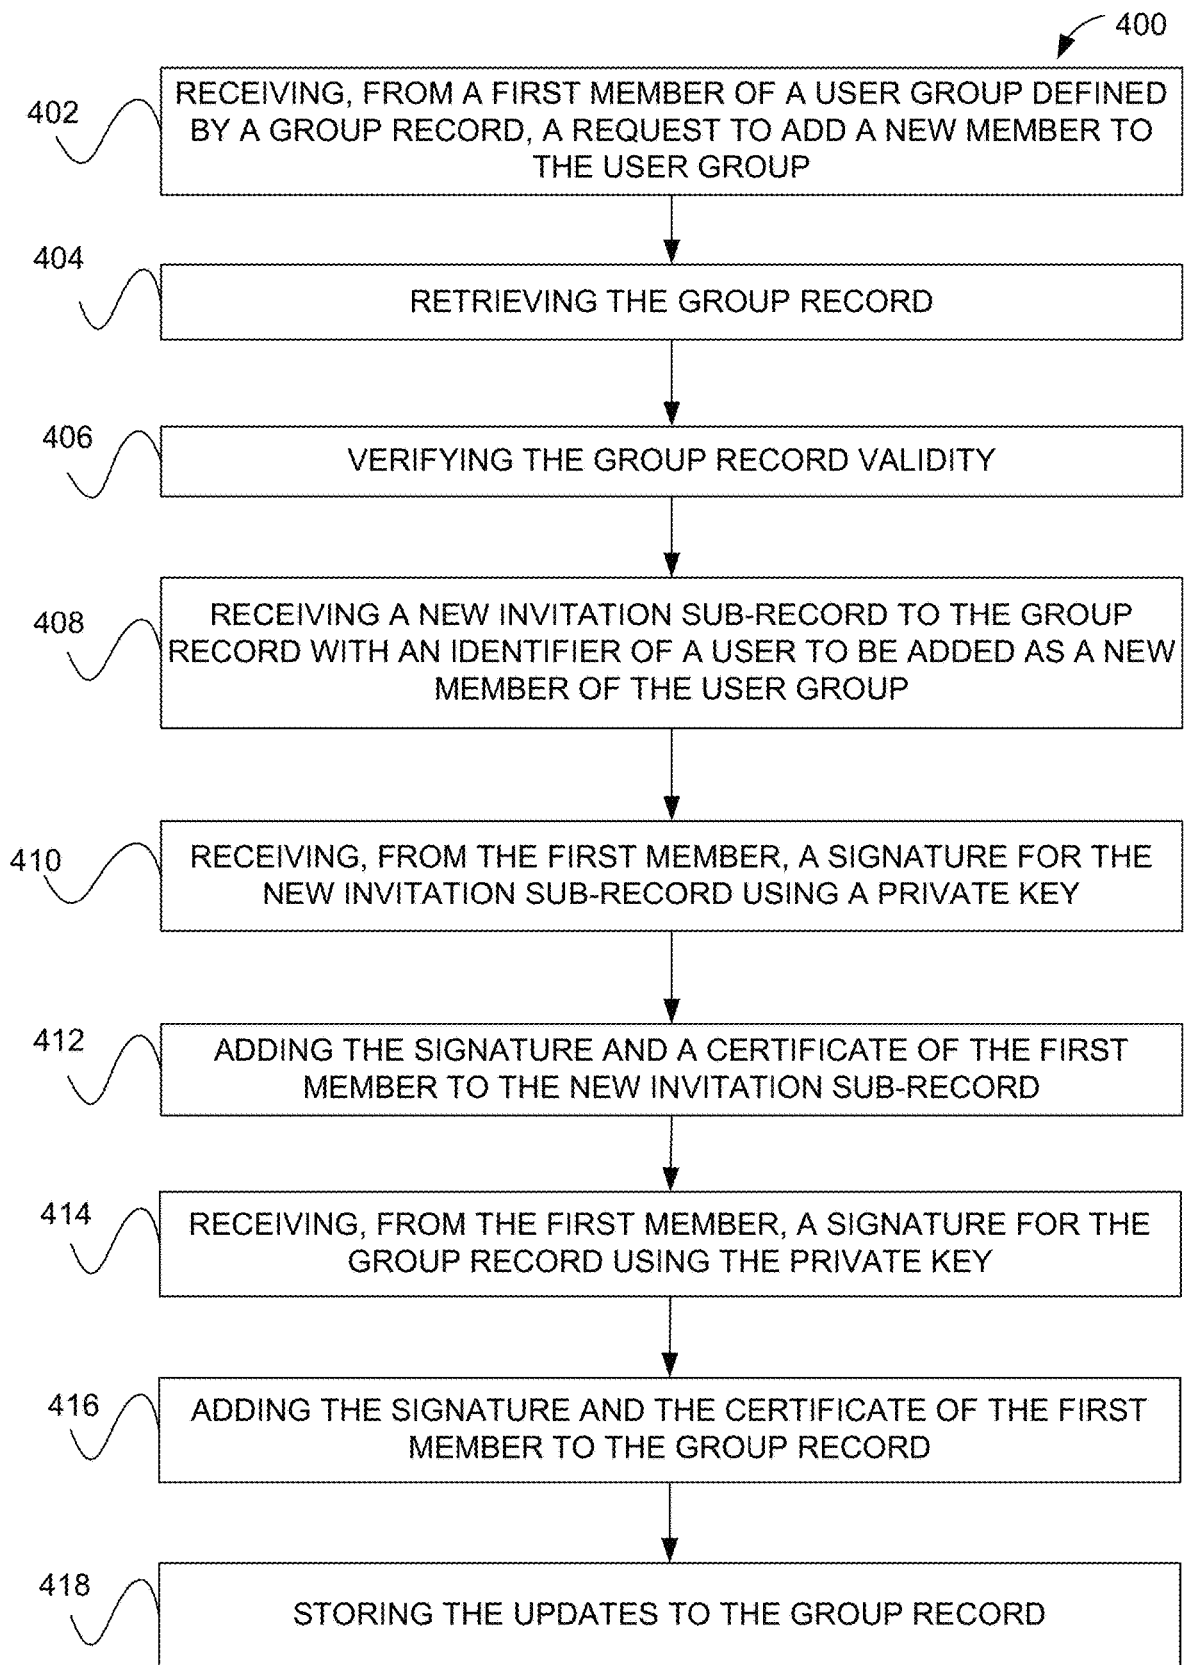 400
402
RECEIVING, FROM A FIRST MEMBER OF A USER GROUP DEFINED
BY A GROUP RECORD, A REQUEST TO ADD A NEW MEMBER TO
THE USER GROUP
404
RETRIEVING THE GROUP RECORD
406
VERIFYING THE GROUP RECORD VALIDITY
408
RECEIVING A NEW INVITATION SUB-RECORD TO THE GROUP
RECORD WITH AN IDENTIFIER OF A USER TO BE ADDED AS A NEW
MEMBER OF THE USER GROUP
410
RECEIVING, FROM THE FIRST MEMBER, A SIGNATURE FOR THE
NEW INVITATION SUB-RECORD USING A PRIVATE KEY
412
ADDING THE SIGNATURE AND A CERTIFICATE OF THE FIRST
MEMBER TO THE NEW INVITATION SUB-RECORD
414
RECEIVING, FROM THE FIRST MEMBER, A SIGNATURE FOR THE
GROUP RECORD USING THE PRIVATE KEY
416
ADDING THE SIGNATURE AND THE CERTIFICATE OF THE FIRST
MEMBER TO THE GROUP RECORD
418
STORING THE UPDATES TO THE GROUP RECORD